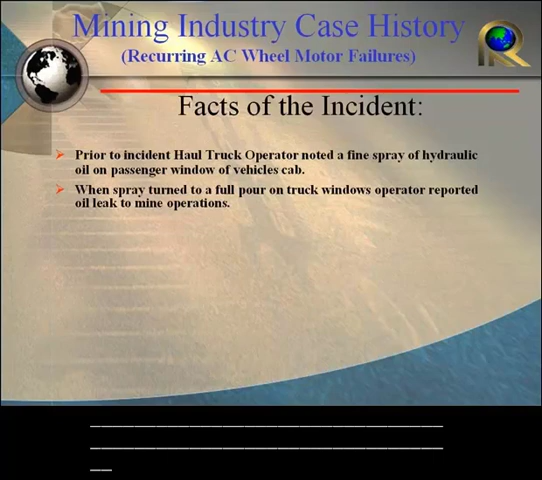 Mining Industry Case History
(Recurring AC Wheel Motor Failures)
Facts of the Incident:
Prior to incident Haul Truck Operator noted a fine spray of hydraulic
oil on passenger window of vehicles cab.
When spray turned to a full pour on truck windows operator reported
oil leak to mine operations.